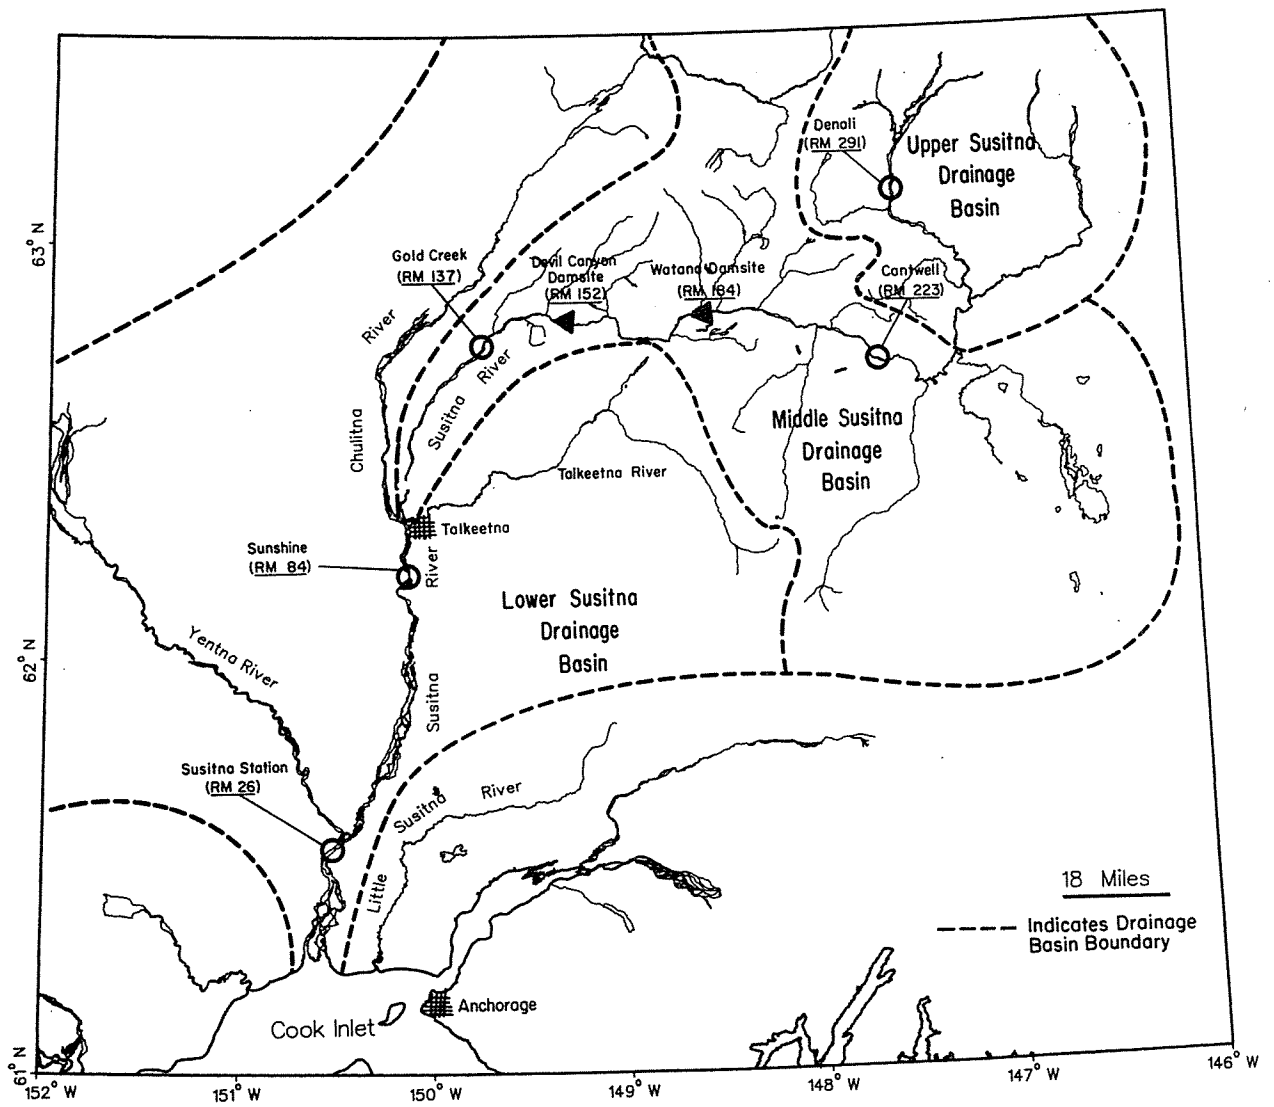 Denali
(RM 291)
Upper Susitna
Drainage
Basin
63° N
Gold Creek
(RM 137)
Devil Canyon
Damsite
(RM 152)
Watana Damsite
(RM 184)
Cantwell
(RM 223)
River
Chulitna
Susitna
River
Middle Susitna
Drainage
Basin
Talkeetna River
Talkeetna
Sunshine
(RM 84)
River
Lower Susitna
Drainage
Basin
62° N
Yentna River
Susitna
Susitna Station
(RM 26)
Little
Susitna
River
18 Miles
Indicates Drainage
Basin Boundary
Anchorage
Cook Inlet
61° N
152° W
151° W
150° W
149° W
148° W
147° W
146° W